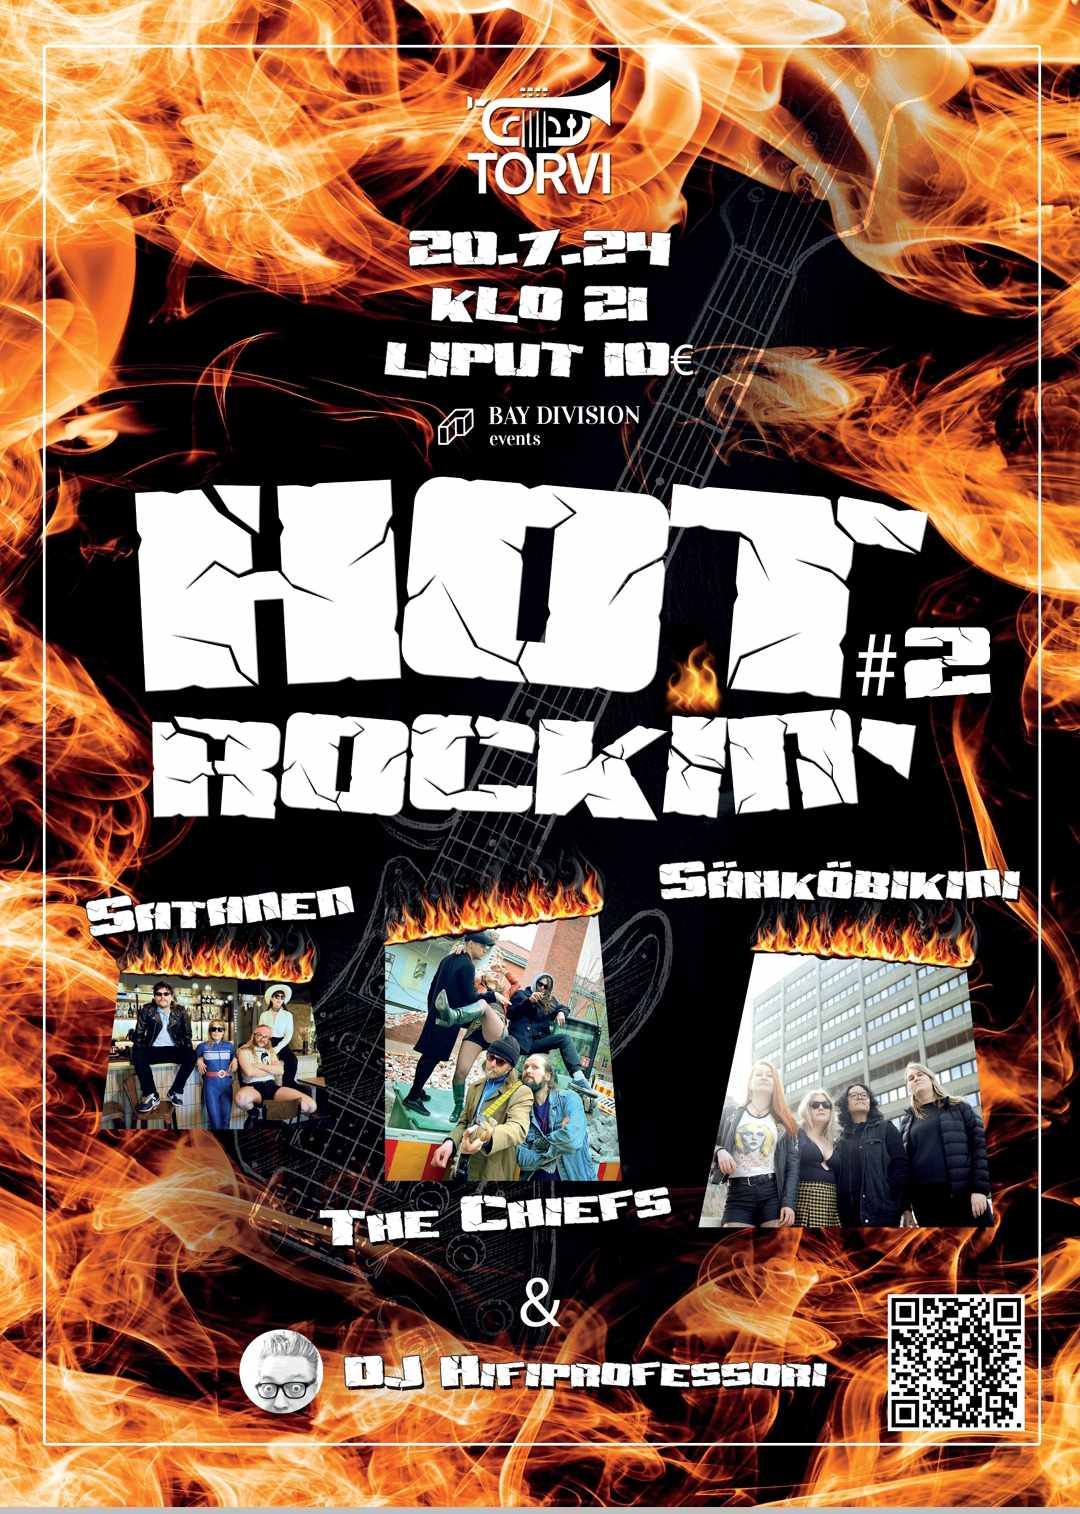 TORVI
20.7.24
KLO 21
LIPUT 10€
BAY DIVISION
events
HOT
#2
ROCKIN'
SATANEN
SÄHKÖBIKINI
THE CHIEFS
&
DJ HIFIPROFESSORI